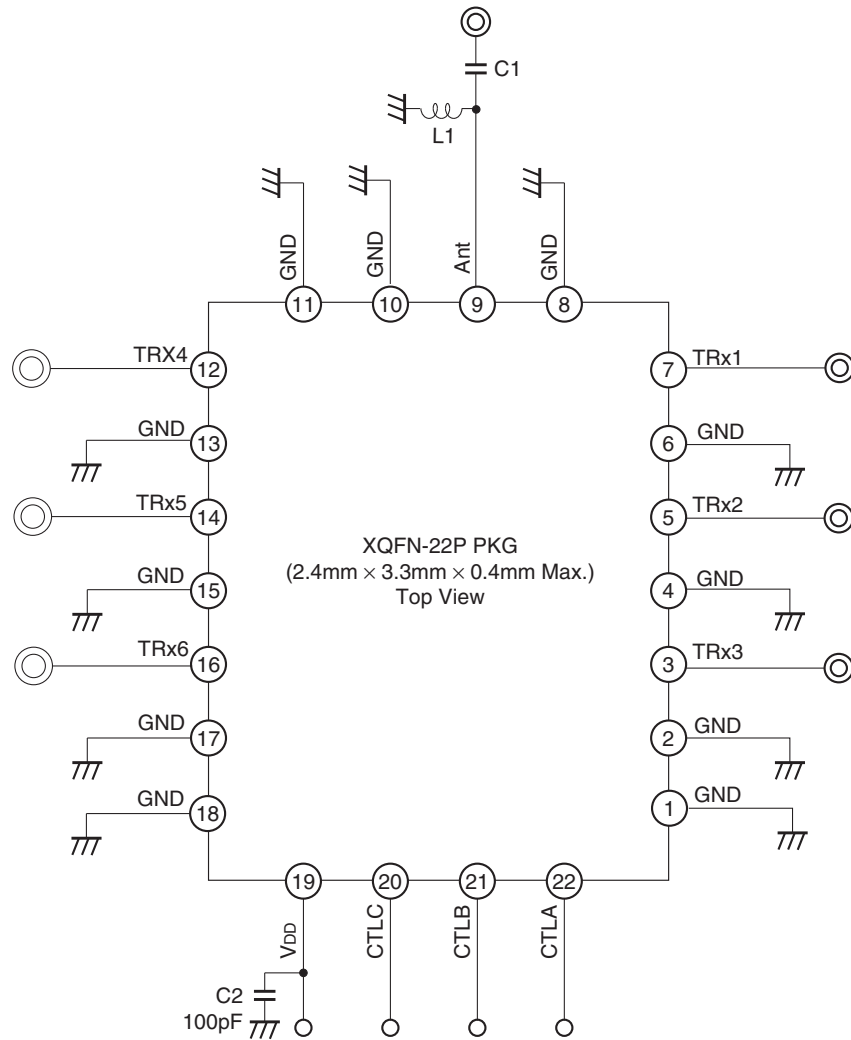 C1
L1
GND
GND
Ant
GND
11
10
9
8
TRX4
12
7
TRx1
GND
13
6
GND
TRx5
14
5
TRx2
XQFN-22P PKG
(2.4mm × 3.3mm × 0.4mm Max.)
Top View
GND
15
4
GND
TRx6
16
3
TRx3
GND
17
2
GND
GND
18
1
GND
19
20
21
22
VDD
CTLC
CTLB
CTLA
C2
100pF